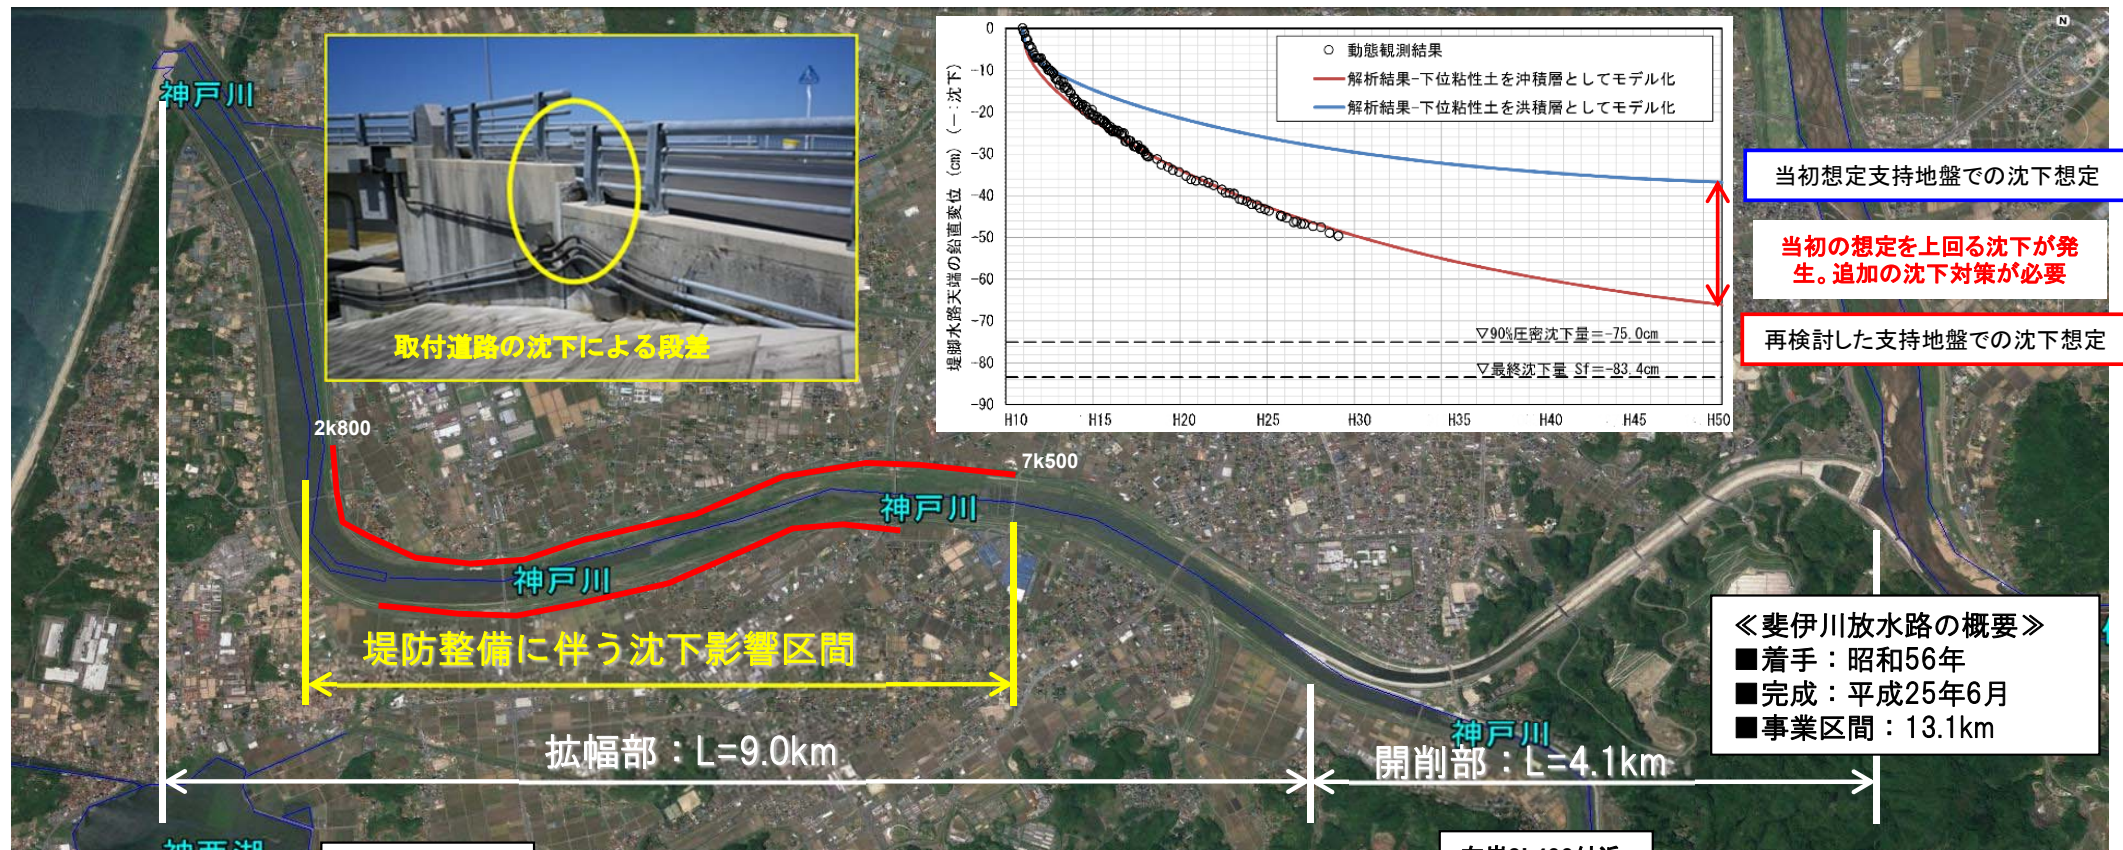 神戸川
取付道路の沈下による段差
堤脚水路天端の鉛直変位 (cm) (－:沈下)
0
-10
-20
-30
-40
-50
-60
-70
-80
-90
H10
H15
H20
H25
H30
H35
H40
H45
H50
動態観測結果
解析結果-下位粘性土を沖積層としてモデル化
解析結果-下位粘性土を洪積層としてモデル化
▽90%圧密沈下量=-75.0cm
▽最終沈下量 Sf=-83.4cm
N
当初想定支持地盤での沈下想定
当初の想定を上回る沈下が発
生。追加の沈下対策が必要
再検討した支持地盤での沈下想定
2k800
7k500
神戸川
神戸川
堤防整備に伴う沈下影響区間
拡幅部：L=9.0km
神戸川
開削部：L=4.1km
≪斐伊川放水路の概要≫
■着手：昭和56年
■完成：平成25年6月
■事業区間：13.1km